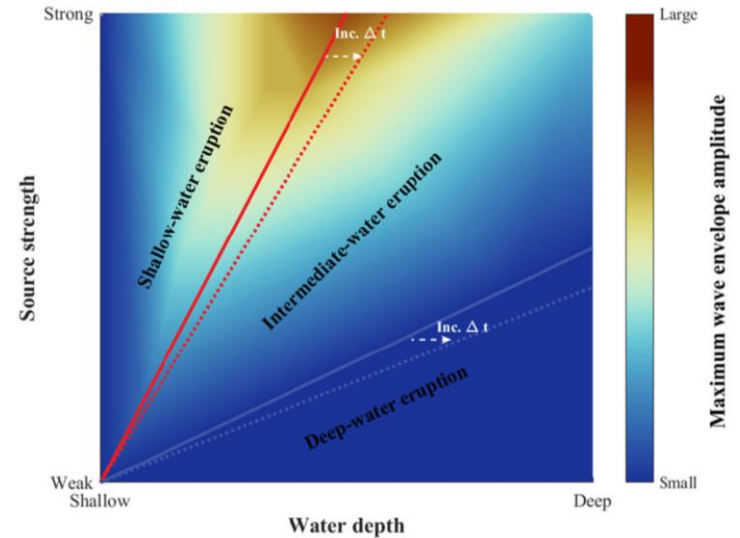 Strong
Large
Inc. Δ t
Shallow-water eruption
Intermediate-water eruption
Source strength
Maximum wave envelope amplitude
Inc. Δ t
Deep-water eruption
Weak
Small
Shallow
Deep
Water depth